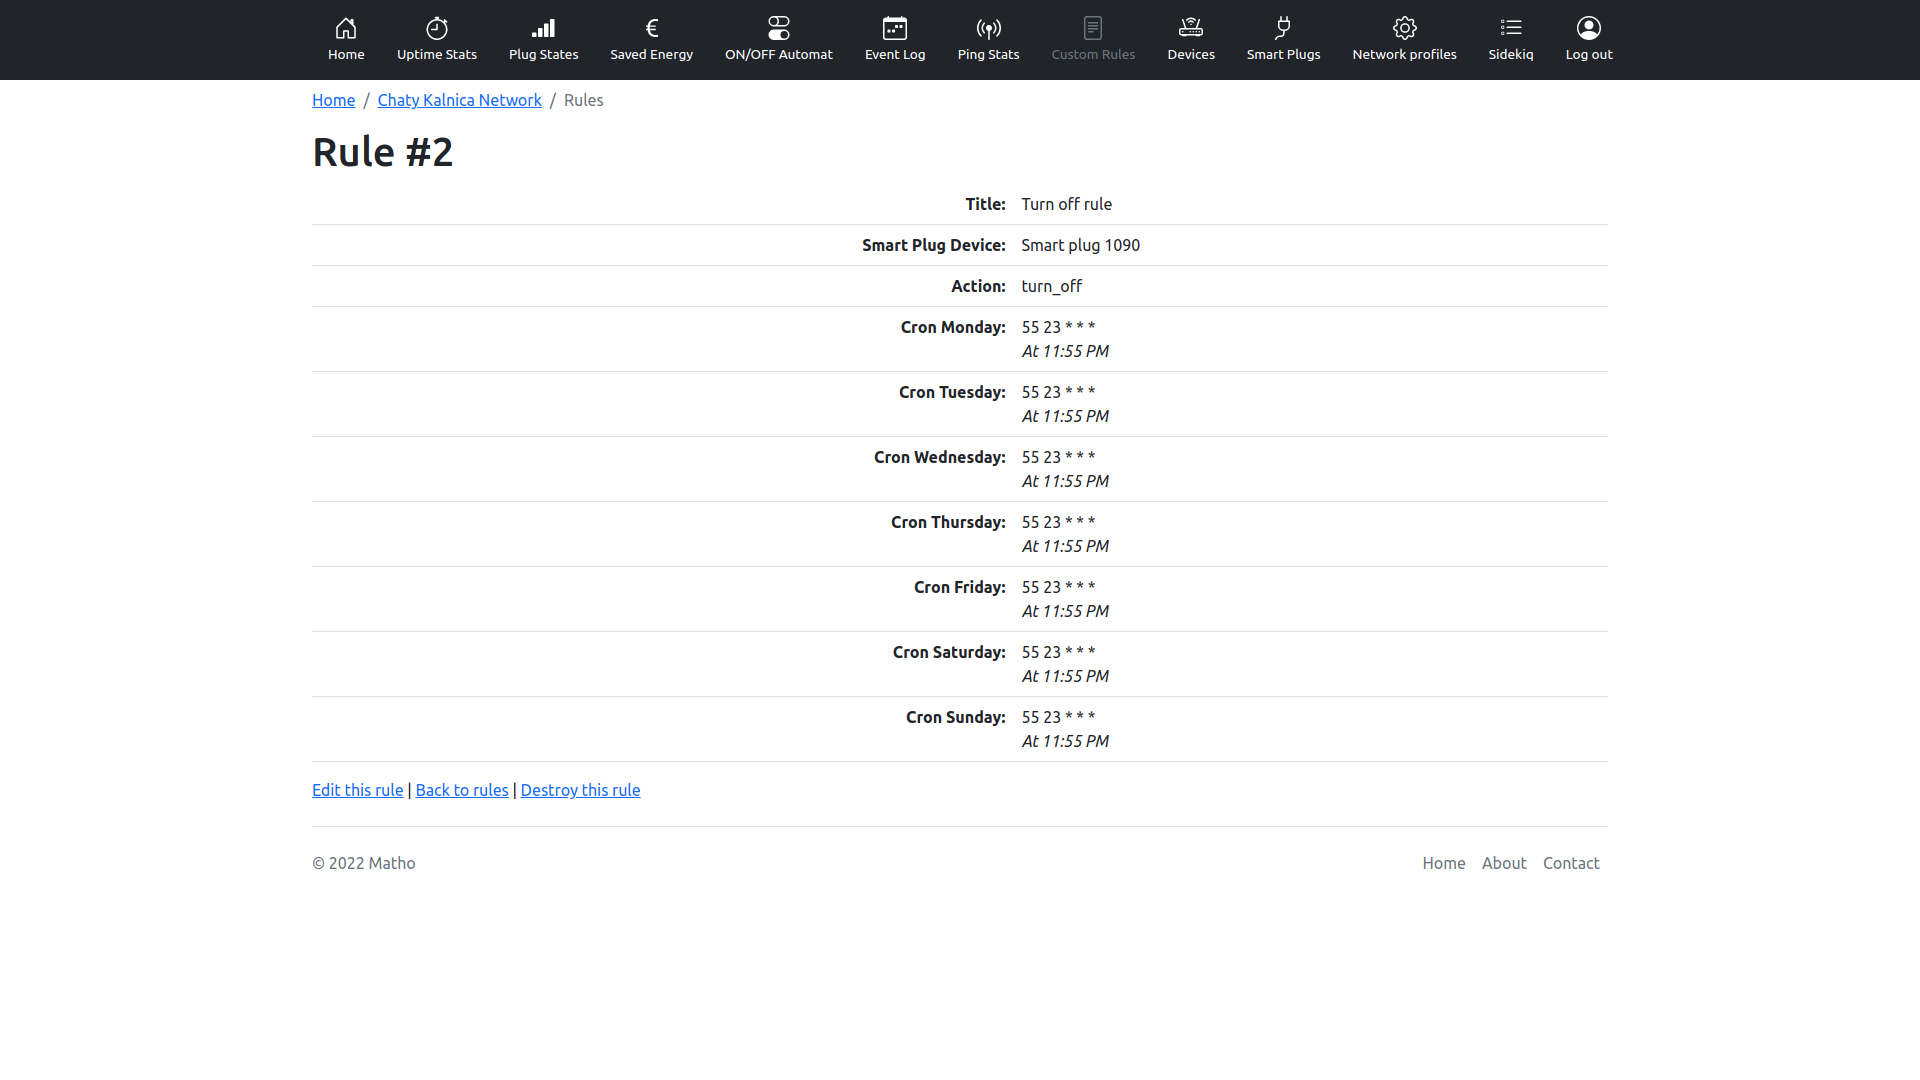 Home Uptime Stats Plug States Saved Energy ON/OFF Automat Event Log Ping Stats Custom Rules Devices Smart Plugs Network profiles Sidekiq Log out
Home / Chaty Kalnica Network / Rules
Rule #2
Title: Turn off rule
Smart Plug Device: Smart plug 1090
Action: turn_off
Cron Monday: 55 23 * * *
At 11:55 PM
Cron Tuesday: 55 23 * * *
At 11:55 PM
Cron Wednesday: 55 23 * * *
At 11:55 PM
Cron Thursday: 55 23 * * *
At 11:55 PM
Cron Friday: 55 23 * * *
At 11:55 PM
Cron Saturday: 55 23 * * *
At 11:55 PM
Cron Sunday: 55 23 * * *
At 11:55 PM
Edit this rule | Back to rules | Destroy this rule
© 2022 Matho Home About Contact